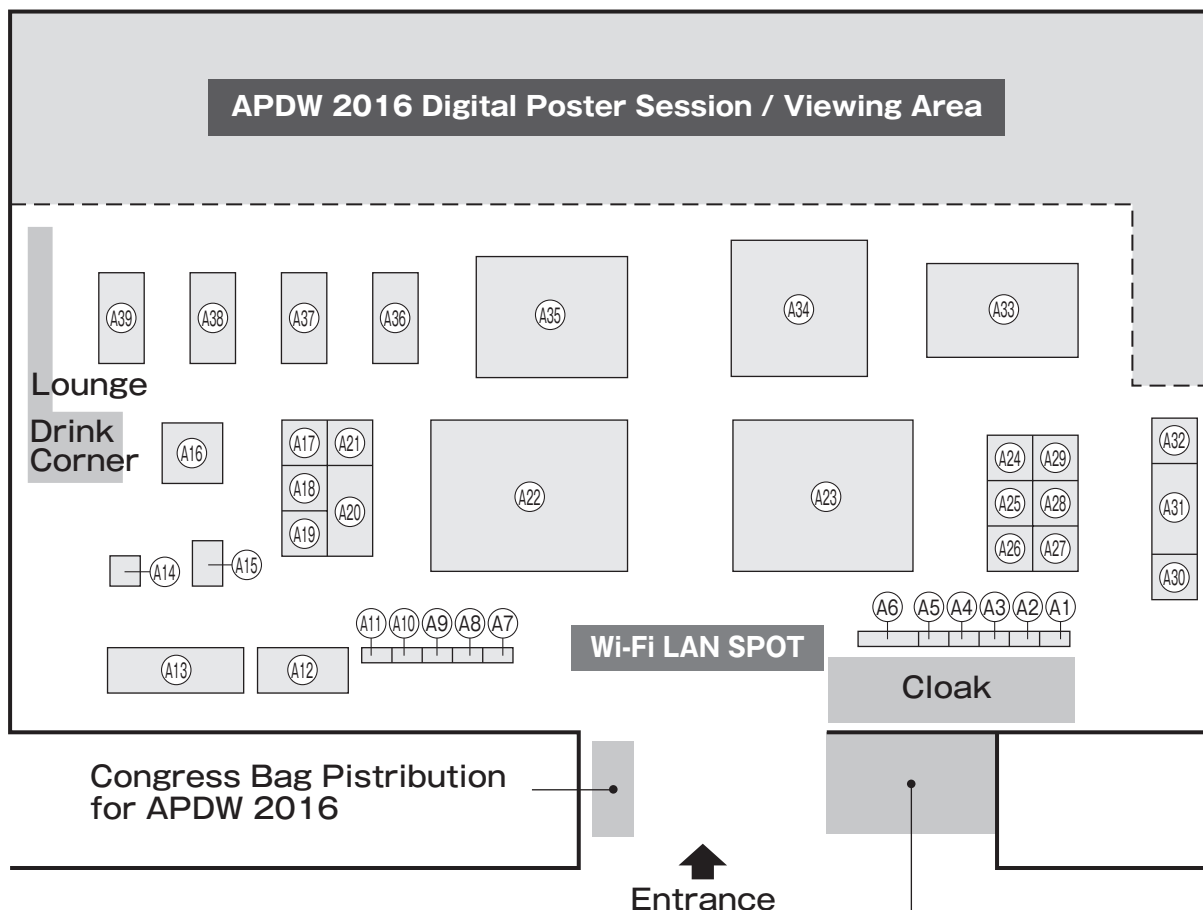 APDW 2016 Digital Poster Session / Viewing Area
A39
A38
A37
A36
A35
A34
A33
Lounge
Drink
Corner
A16
A17
A21
A18
A20
A19
A22
A23
A24
A29
A25
A28
A26
A27
A32
A31
A30
A14
A15
A11
A10
A9
A8
A7
A6
A5
A4
A3
A2
A1
A13
A12
Wi-Fi LAN SPOT
Cloak
Congress Bag Pistribution
for APDW 2016
Entrance